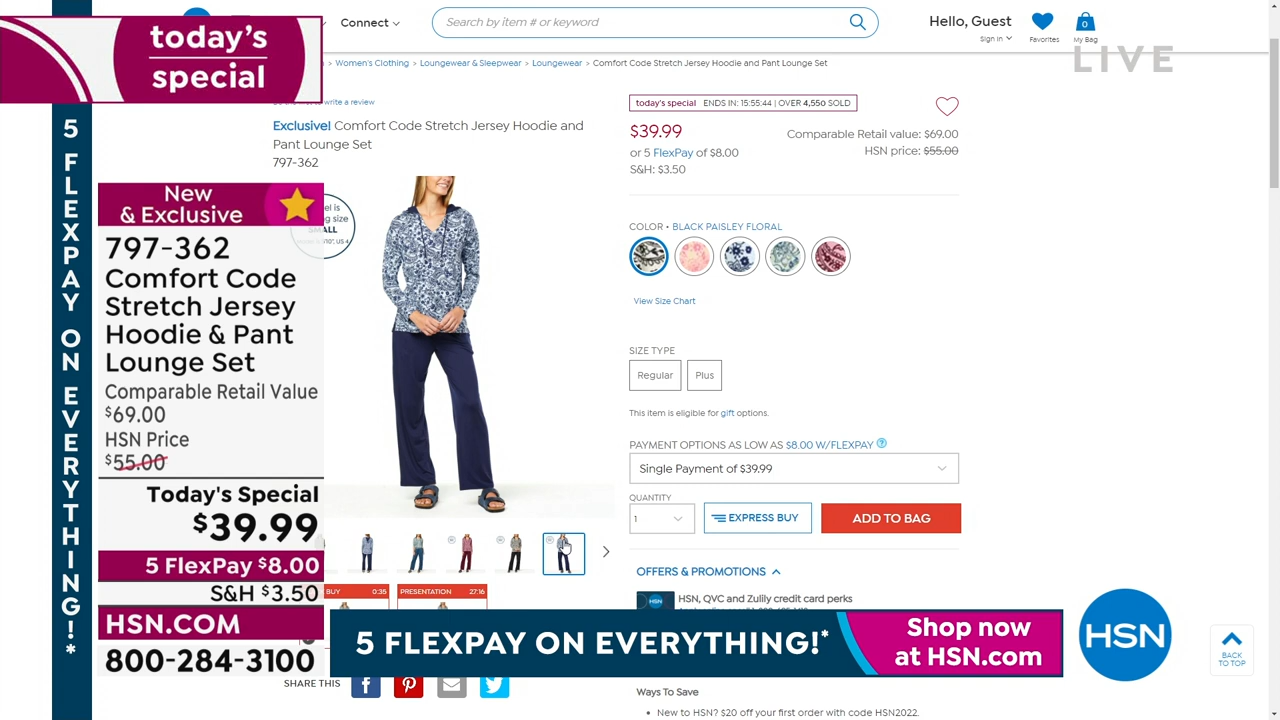 today's
special
Connect
Search by item # or keyword
Hello, Guest
Sign In
Favorites
0
My Bag
LIVE
> Women's Clothing > Loungewear & Sleepwear > Loungewear > Comfort Code Stretch Jersey Hoodie and Pant Lounge Set
write a review
Exclusive! Comfort Code Stretch Jersey Hoodie and
Pant Lounge Set
797-362
today's special ENDS IN: 15:55:44 | OVER 4,550 SOLD
$39.99
or 5 FlexPay of $8.00
S&H: $3.50
Comparable Retail value: $69.00
HSN price: $55.00
COLOR • BLACK PAISLEY FLORAL
View Size Chart
SIZE TYPE
Regular
Plus
This item is eligible for gift options.
PAYMENT OPTIONS AS LOW AS $8.00 W/FLEXPAY
Single Payment of $39.99
QUANTITY
1
EXPRESS BUY
ADD TO BAG
OFFERS & PROMOTIONS
HSN, QVC and Zulily credit card perks
5 FLEXPAY ON EVERYTHING!*
New
& Exclusive
797-362
Comfort Code
Stretch Jersey
Hoodie & Pant
Lounge Set
Comparable Retail Value
$69.00
HSN Price
$55.00
Today's Special
$39.99
5 FlexPay $8.00
S&H $3.50
HSN.COM
800-284-3100
BUY 0:35
PRESENTATION 27:16
5 FLEXPAY ON EVERYTHING!*
Shop now
at HSN.com
HSN
BACK
TO TOP
SHARE THIS
Ways To Save
• New to HSN? $20 off your first order with code HSN2022.